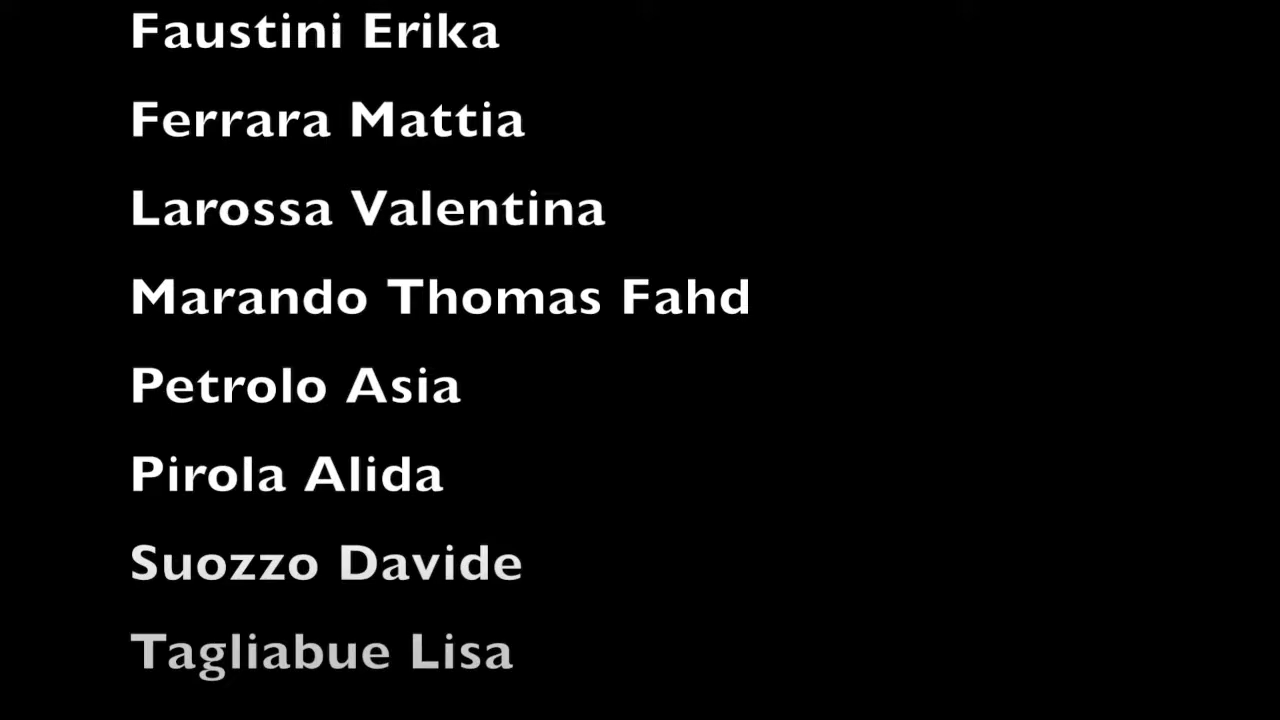 Faustini Erika
Ferrara Mattia
Larossa Valentina
Marando Thomas Fahd
Petrolo Asia
Pirola Alida
Suozzo Davide
Tagliabue Lisa